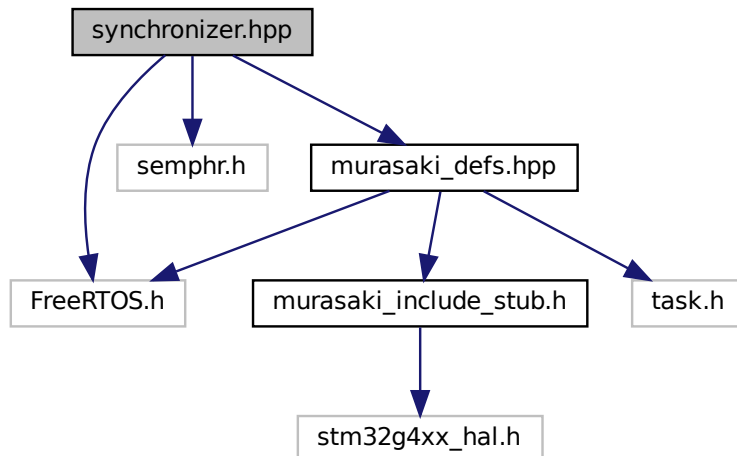 synchronizer.hpp
semphr.h
murasaki_defs.hpp
FreeRTOS.h
murasaki_include_stub.h
task.h
stm32g4xx_hal.h